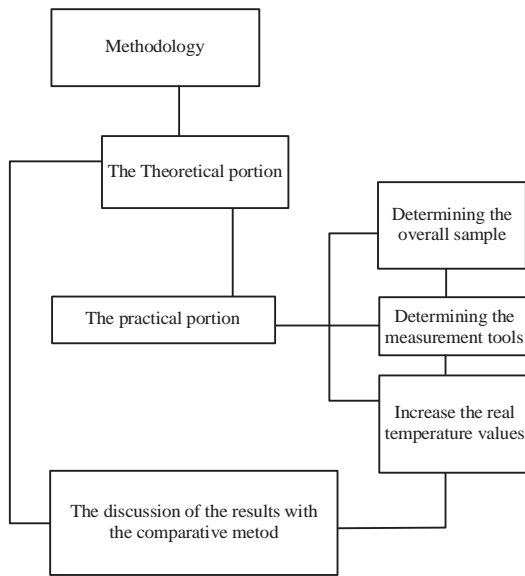 Methodology
The Theoretical portion
Determining the
overall sample
The practical portion
Determining the
measurement tools
Increase the real
temperature values
The discussion of the results with
the comparative metod